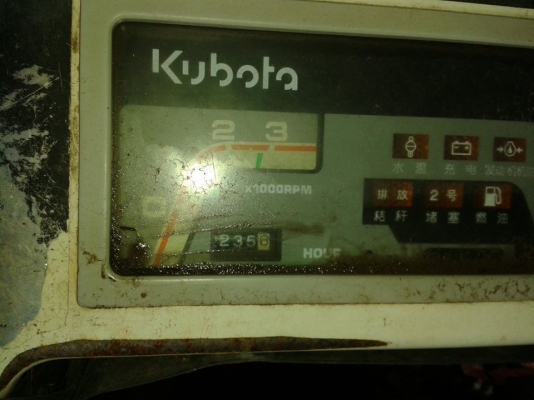 Kubota
2 3
x1000RPM
水温 充电
排放 2号
秸秆 堵塞 燃油
235
HOUR